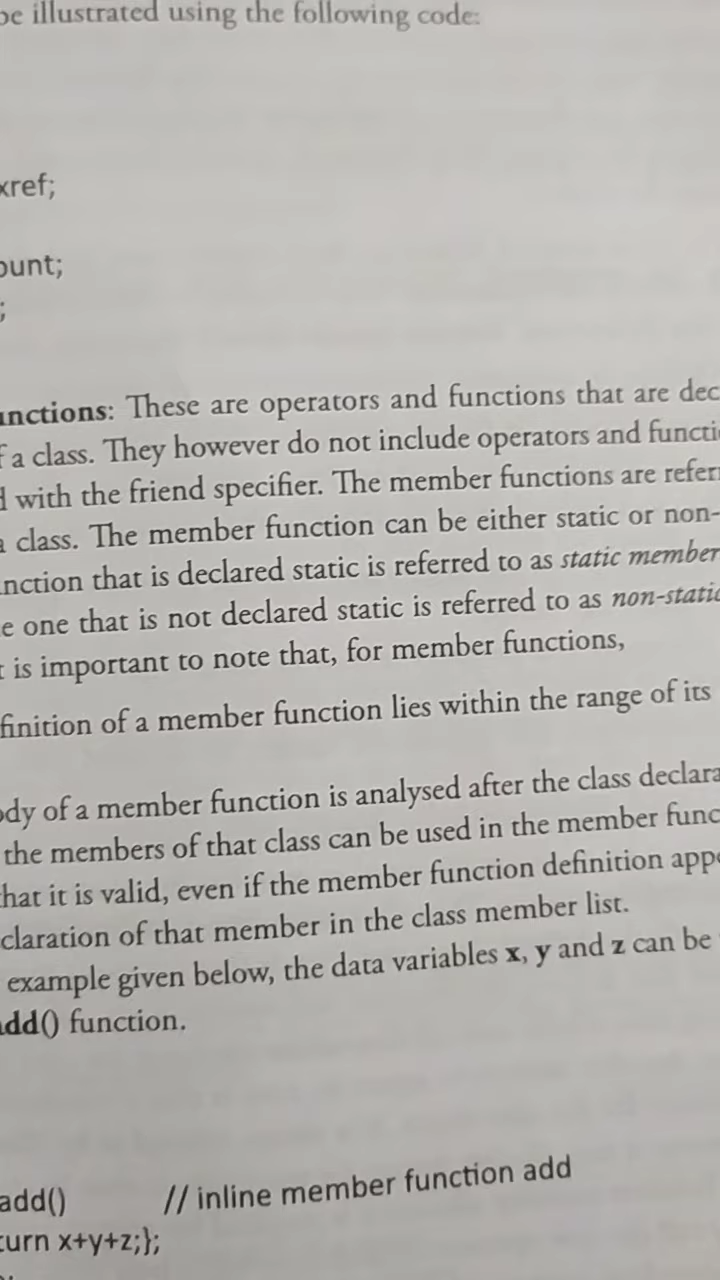 be illustrated using the following code:
xref;
ount;
;
unctions: These are operators and functions that are dec
f a class. They however do not include operators and functi
d with the friend specifier. The member functions are refer
a class. The member function can be either static or non-
nction that is declared static is referred to as static member
e one that is not declared static is referred to as non-static
t is important to note that, for member functions,
finition of a member function lies within the range of its
ody of a member function is analysed after the class declara
the members of that class can be used in the member func
that it is valid, even if the member function definition appe
claration of that member in the class member list.
example given below, the data variables x, y and z can be
add() function.
add() // inline member function add
turn x+y+z;};